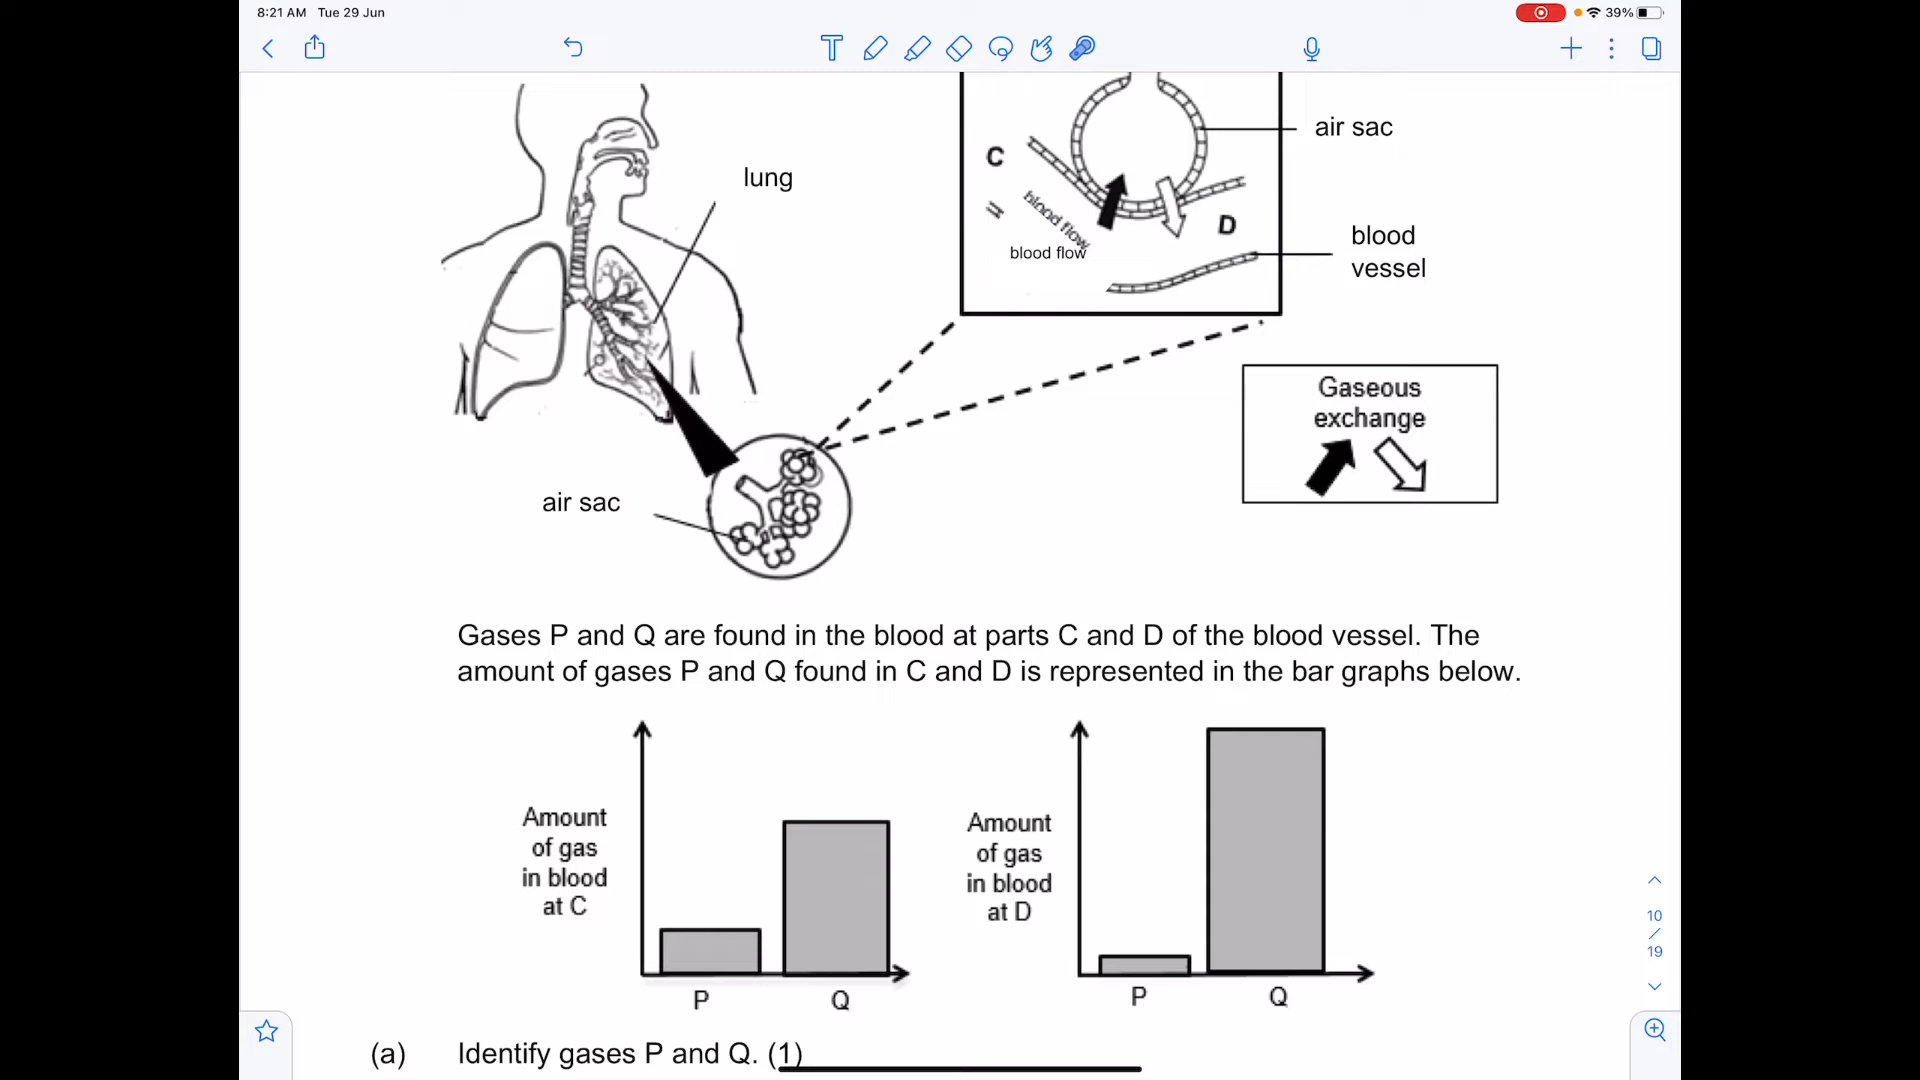 8:21 AM Tue 29 Jun
39%
T
air sac
C
lung
blood flow
D
blood flow
blood
vessel
Gaseous
exchange
air sac
Gases P and Q are found in the blood at parts C and D of the blood vessel. The
amount of gases P and Q found in C and D is represented in the bar graphs below.
Amount
of gas
in blood
at C
P
Q
Amount
of gas
in blood
at D
P
Q
10
/
19
(a) Identify gases P and Q. (1)